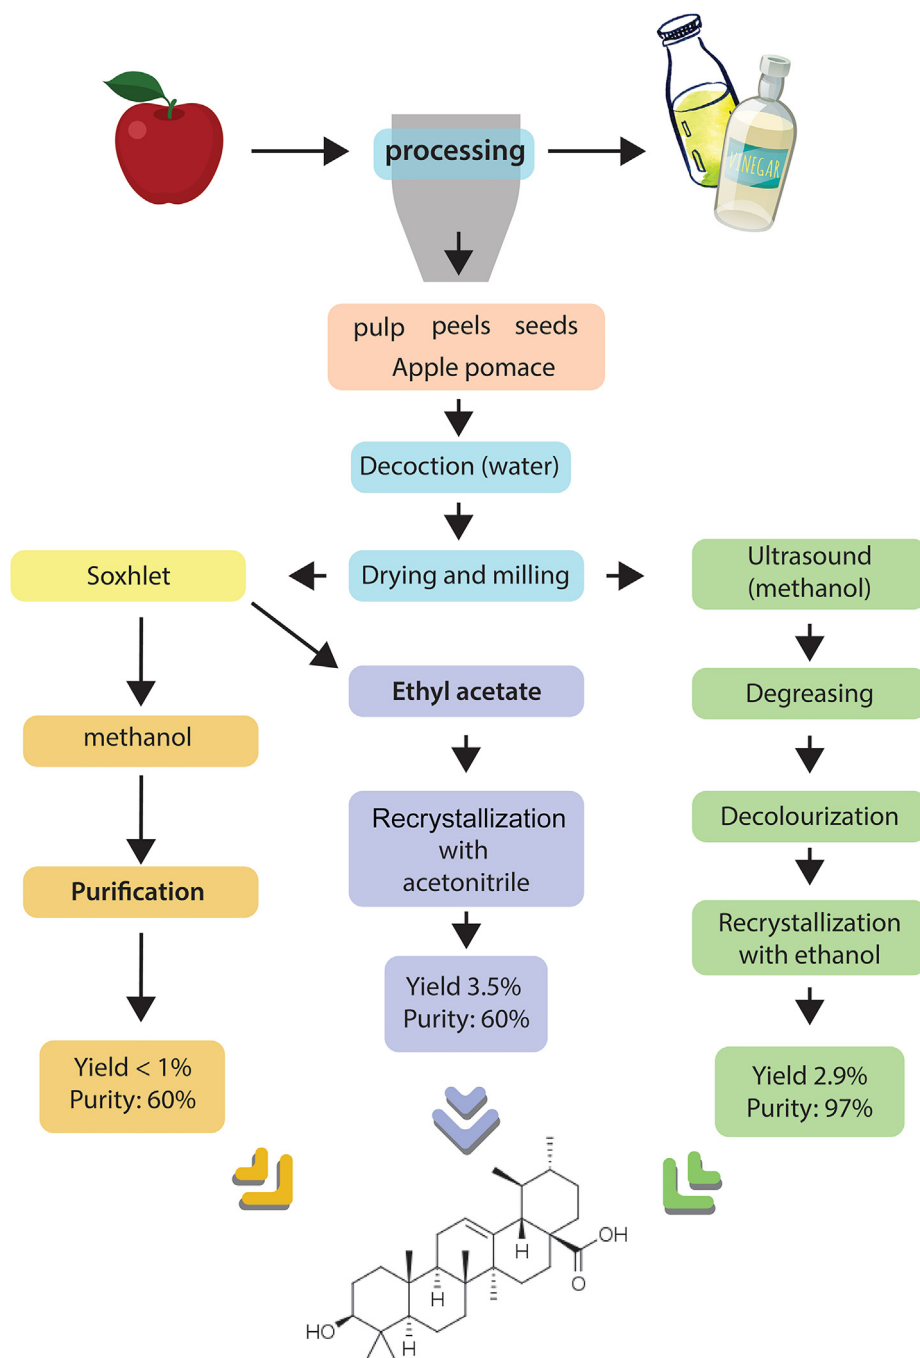 processing
VINEGAR
pulp peels seeds
Apple pomace
Decoction (water)
Soxhlet
Drying and milling
Ultrasound
(methanol)
Ethyl acetate
Degreasing
methanol
Recrystallization
with
acetonitrile
Decolourization
Purification
Recrystallization
with ethanol
Yield 3.5%
Purity: 60%
Yield < 1%
Purity: 60%
Yield 2.9%
Purity: 97%
H
OH
O
H
HO
H